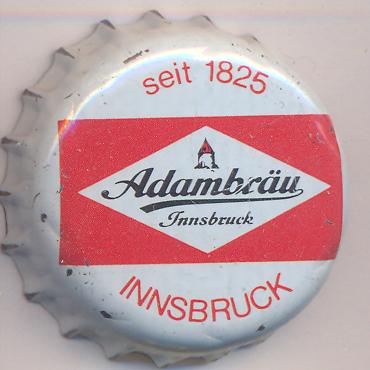 seit 1825
Adambräu
Innsbruck
INNSBRUCK